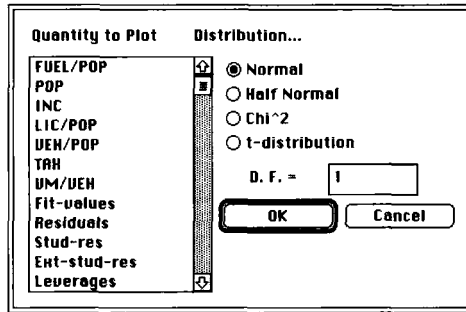 Quantity to Plot
Distribution...
FUEL/POP
POP
INC
LIC/POP
VEH/POP
TAX
VM/VEH
Fit-values
Residuals
Stud-res
Ext-stud-res
Leverages
Normal
Half Normal
Chi^2
t-distribution
D. F. =
1
OK
Cancel